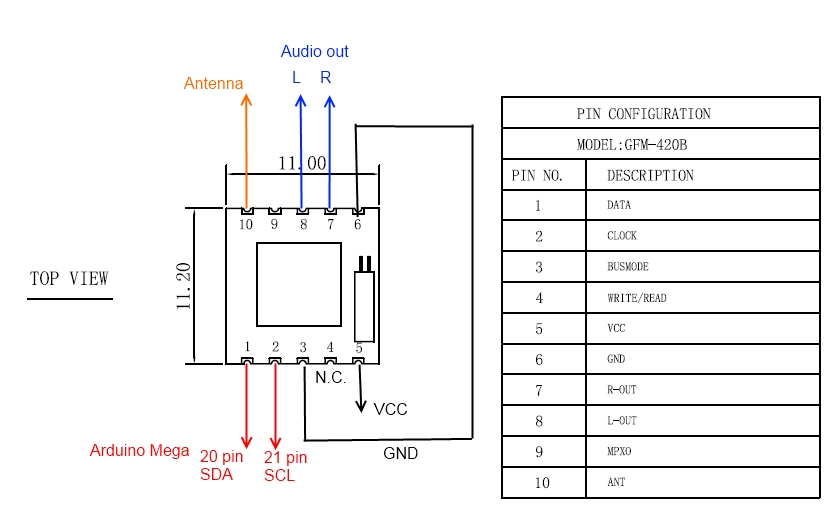 Audio out
Antenna
L R
11.00
10 9 8 7 6
11.20
TOP VIEW
1 2 3 4 5
N.C.
VCC
Arduino Mega
20 pin
SDA
21 pin
SCL
GND
PIN CONFIGURATION
MODEL:GFM-420B
PIN NO. DESCRIPTION
1 DATA
2 CLOCK
3 BUSMODE
4 WRITE/READ
5 VCC
6 GND
7 R-OUT
8 L-OUT
9 MPXO
10 ANT